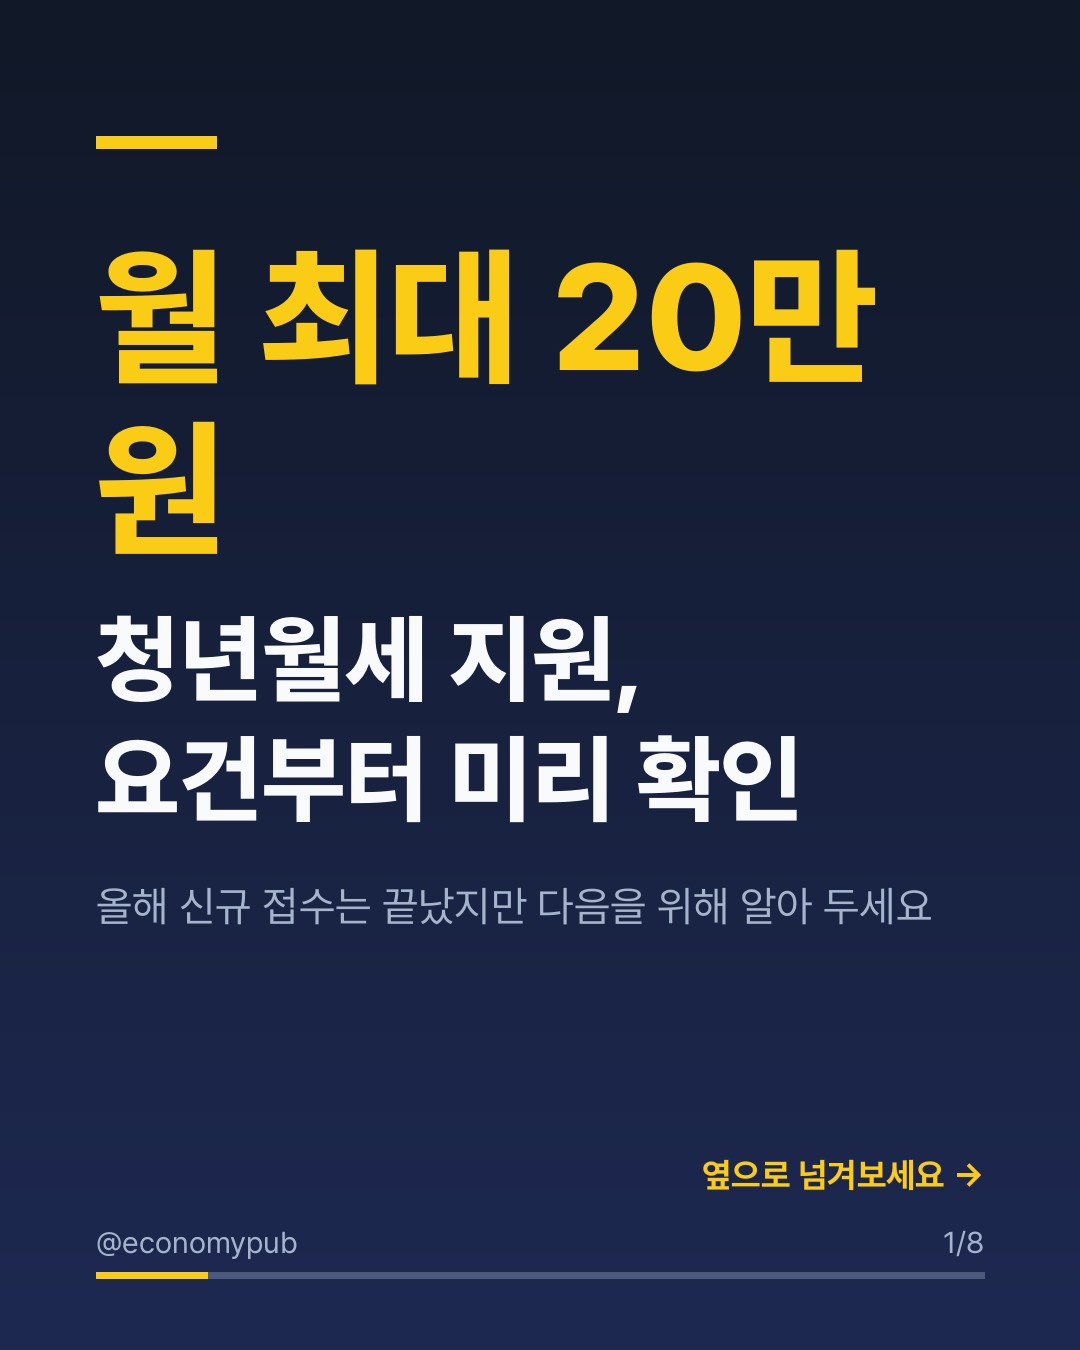 월 최대 20만
원
청년월세 지원,
요건부터 미리 확인
올해 신규 접수는 끝났지만 다음을 위해 알아 두세요
옆으로 넘겨보세요 →
@economypub
1/8